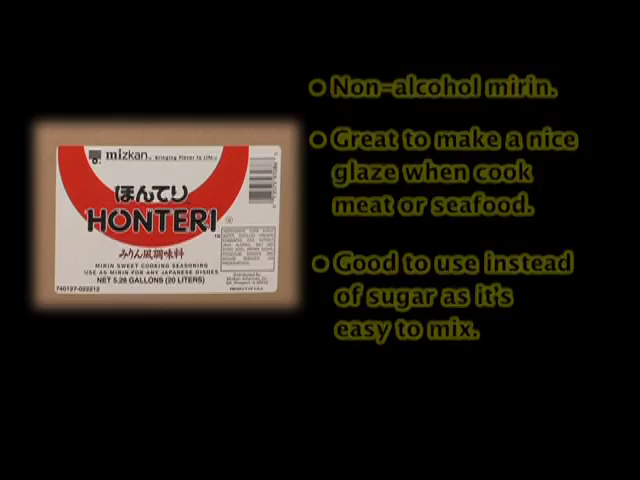 mizkan Bringing Flavor to Life
ほんてり
HONTERI
みりん風調味料
MIRIN SWEET COOKING SEASONING
USE AS MIRIN FOR ANY JAPANESE DISHES
NET 5.28 GALLONS (20 LITERS)
740127-022212
• Non-alcohol mirin.
• Great to make a nice
glaze when cook
meat or seafood.
• Good to use instead
of sugar as it's
easy to mix.